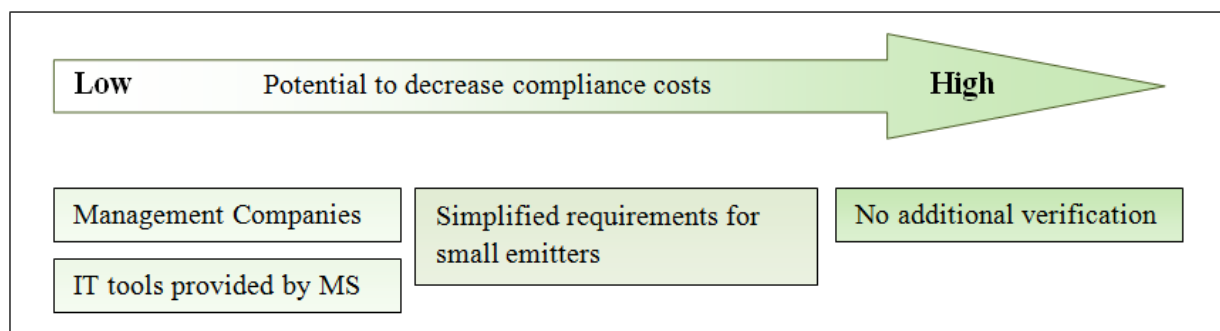 Low Potential to decrease compliance costs High
Management Companies
IT tools provided by MS
Simplified requirements for
small emitters
No additional verification